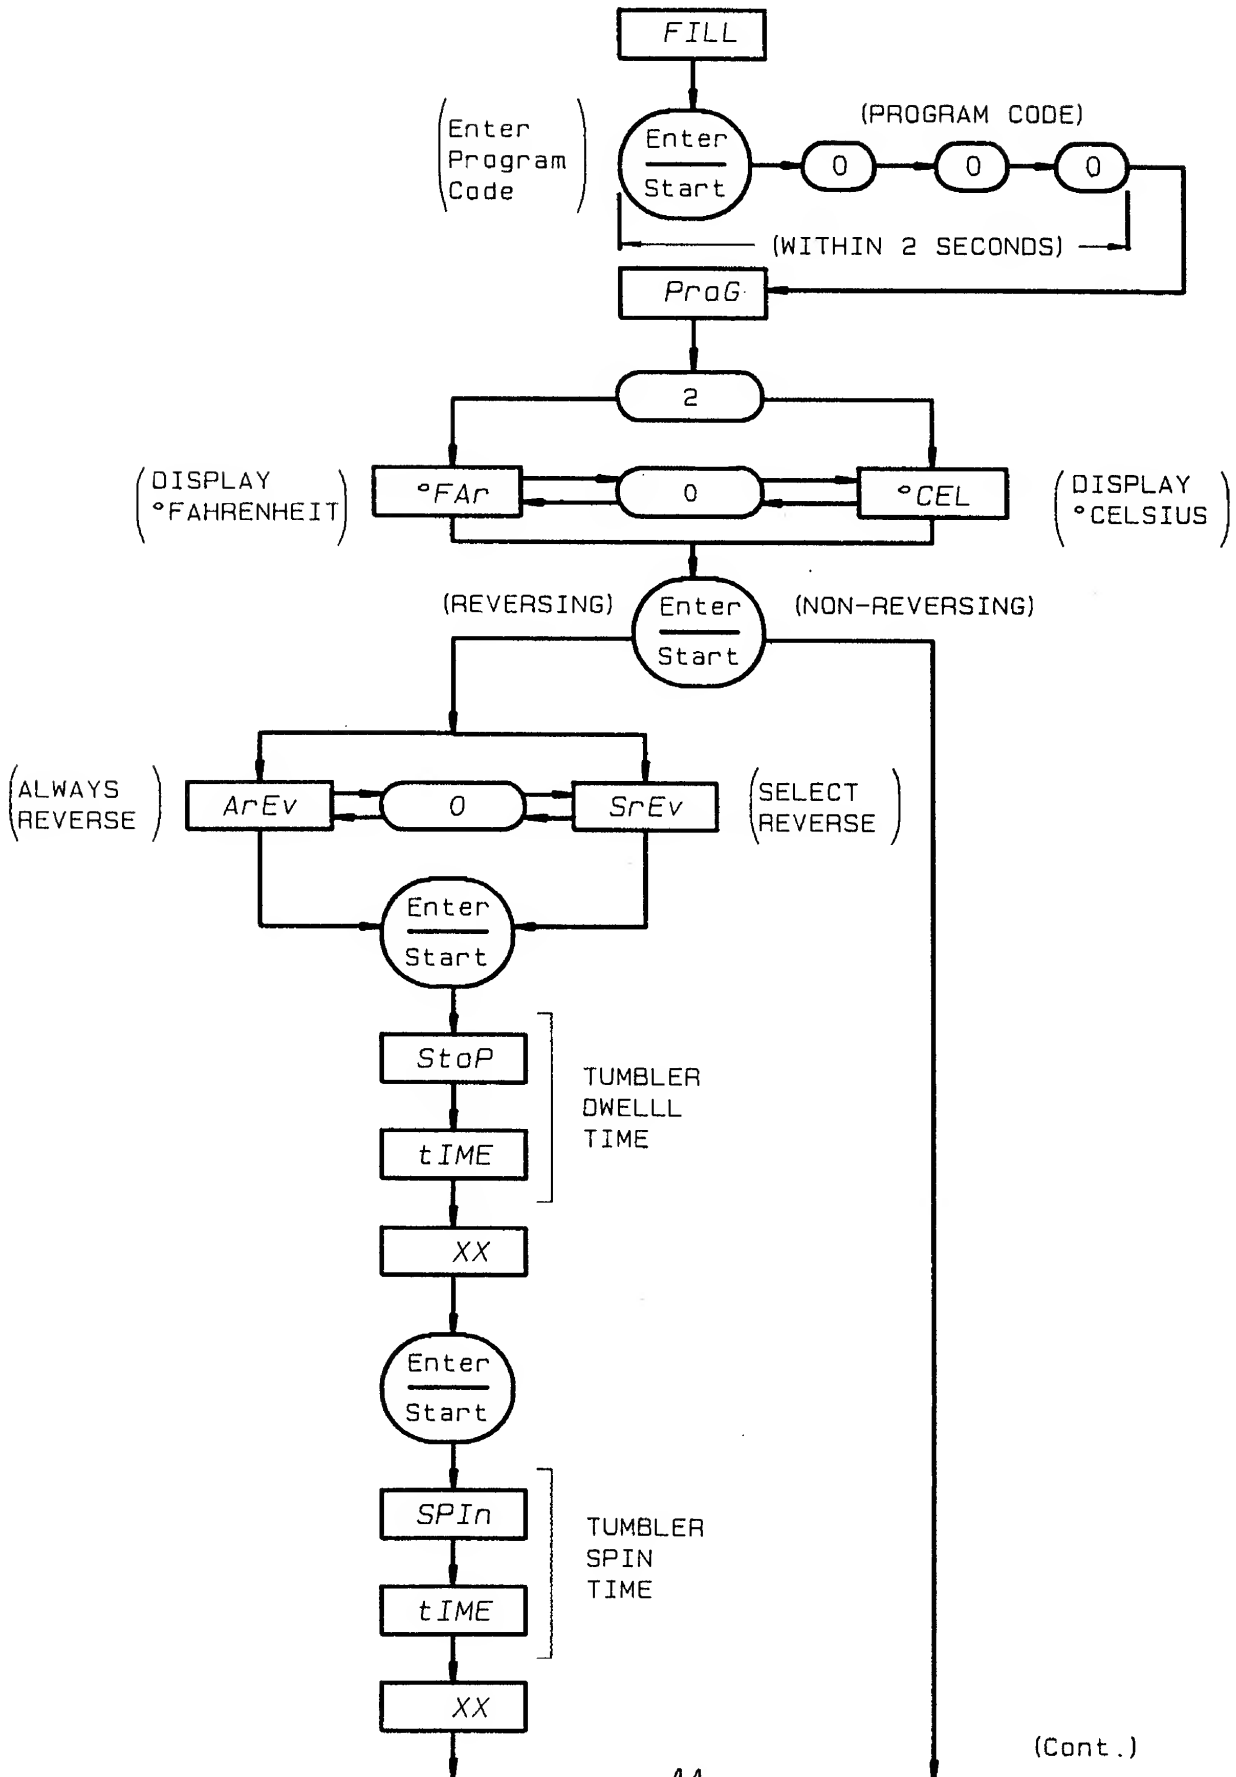 FILL
(Enter
Program
Code)
Enter
Start
(PROGRAM CODE)
0
0
0
(WITHIN 2 SECONDS)
ProG
2
(DISPLAY
°FAHRENHEIT)
°FAr
0
°CEL
(DISPLAY
°CELSIUS)
(REVERSING)
Enter
Start
(NON-REVERSING)
(ALWAYS
REVERSE)
ArEv
0
SrEv
(SELECT
REVERSE)
Enter
Start
StoP
tIME
TUMBLER
DWELLL
TIME
XX
Enter
Start
SPIn
tIME
TUMBLER
SPIN
TIME
XX
(Cont.)